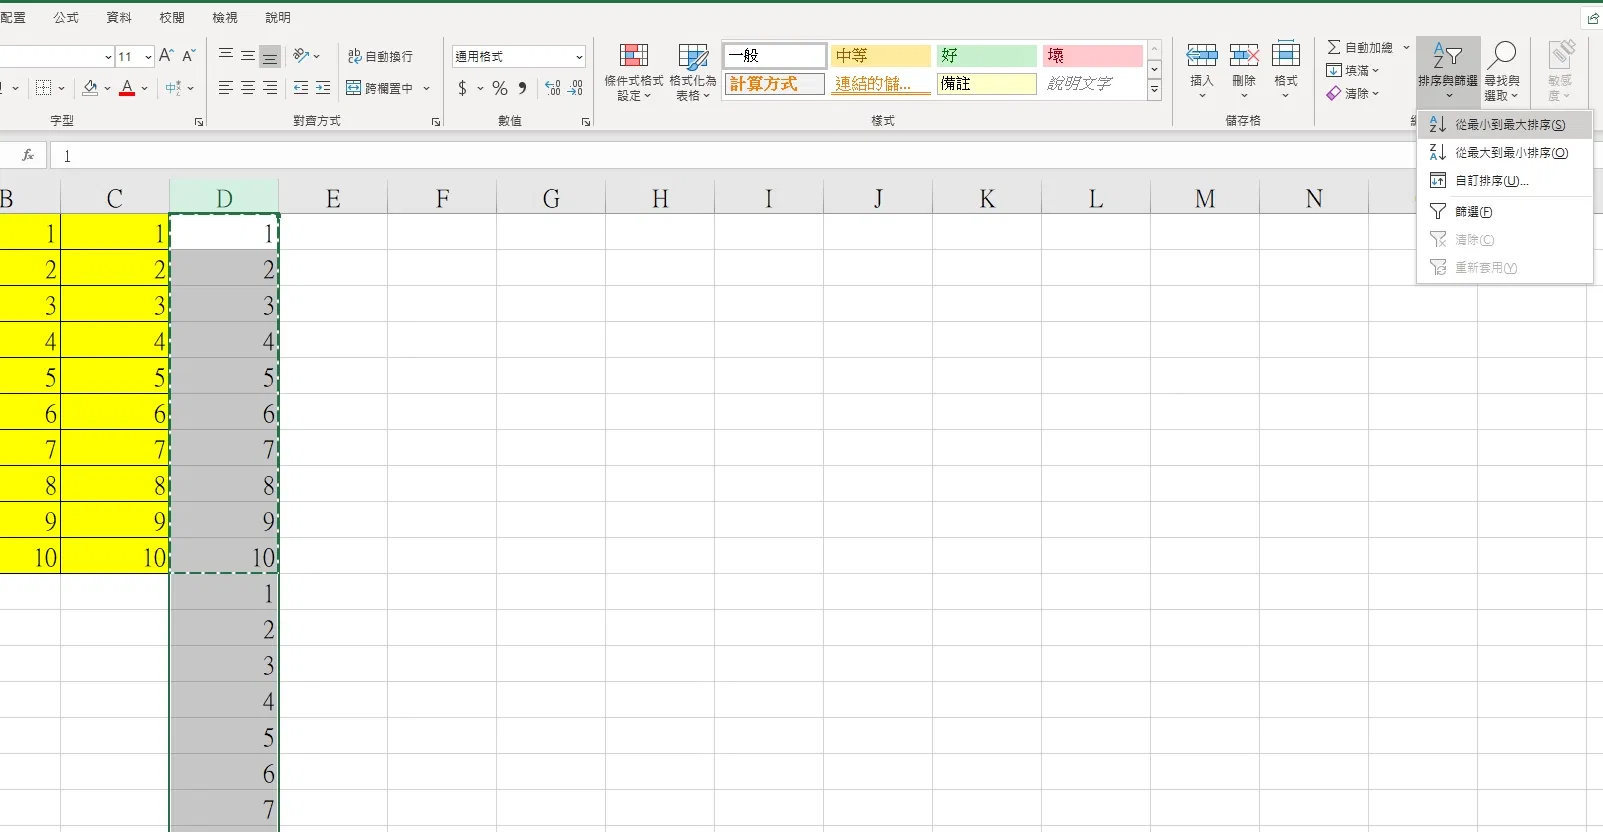 配置 公式 資料 校閱 檢視 說明
11 A A ab 自動換行 通用格式 條件式格式設定 格式化為表格 一般 中等 好 壞 插入 刪除 格式 Σ 自動加總 排序與篩選 尋找與選取 敏感度
A 跨欄置中 $ % 計算方式 連結的儲... 備註 說明文字 填滿
清除
字型 對齊方式 數值 樣式 儲存格
從最小到最大排序(S)
從最大到最小排序(O)
自訂排序(U)...
篩選(F)
清除(C)
重新套用(Y)
fx 1
B C D E F G H I J K L M N
1 1 1
2 2 2
3 3 3
4 4 4
5 5 5
6 6 6
7 7 7
8 8 8
9 9 9
10 10 10
1
2
3
4
5
6
7